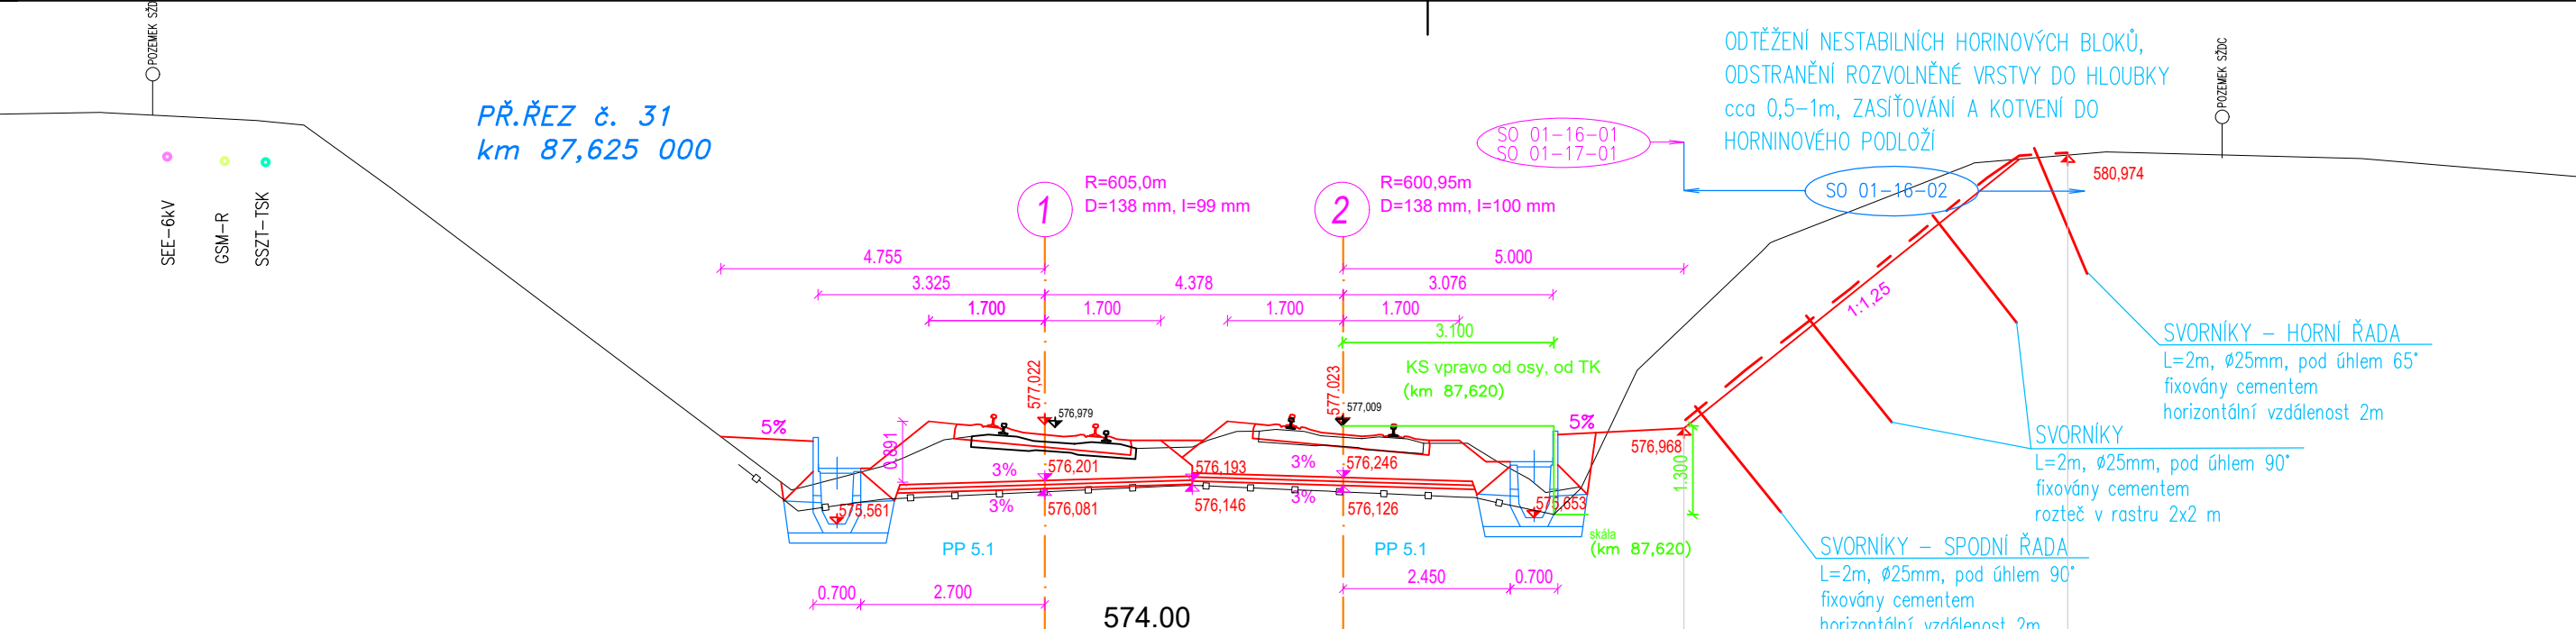 POZEMEK SŽDC
SEE-6kV
GSM-R
SSZT-TSK
PŘ.ŘEZ č. 31
km 87,625 000
1
R=605,0m
D=138 mm, I=99 mm
2
R=600,95m
D=138 mm, I=100 mm
SO 01-16-01
SO 01-17-01
ODTĚŽENÍ NESTABILNÍCH HORINOVÝCH BLOKŮ,
ODSTRANĚNÍ ROZVOLNĚNÉ VRSTVY DO HLOUBKY
cca 0,5-1m, ZASÍŤOVÁNÍ A KOTVENÍ DO
HORNINOVÉHO PODLOŽÍ
POZEMEK SŽDC
SO 01-16-02
580,974
4.755
5.000
3.325
4.378
3.076
1.700
1.700
1.700
1.700
3.100
1:1,25
KS vpravo od osy, od TK
(km 87,620)
577,022
576,979
577.023
577,009
5%
5%
0.891
576,968
1.300
3%
576,201
576,193
3%
576,246
3%
576,081
576,146
3%
576,126
575,561
575,653
skála
(km 87,620)
PP 5.1
PP 5.1
0.700
2.700
2.450
0.700
574.00
SVORNÍKY - HORNÍ ŘADA
L=2m, ø25mm, pod úhlem 65°
fixovány cementem
horizontální vzdálenost 2m
SVORNÍKY
L=2m, ø25mm, pod úhlem 90°
fixovány cementem
rozteč v rastru 2x2 m
SVORNÍKY - SPODNÍ ŘADA
L=2m, ø25mm, pod úhlem 90°
fixovány cementem
horizontální vzdálenost 2m